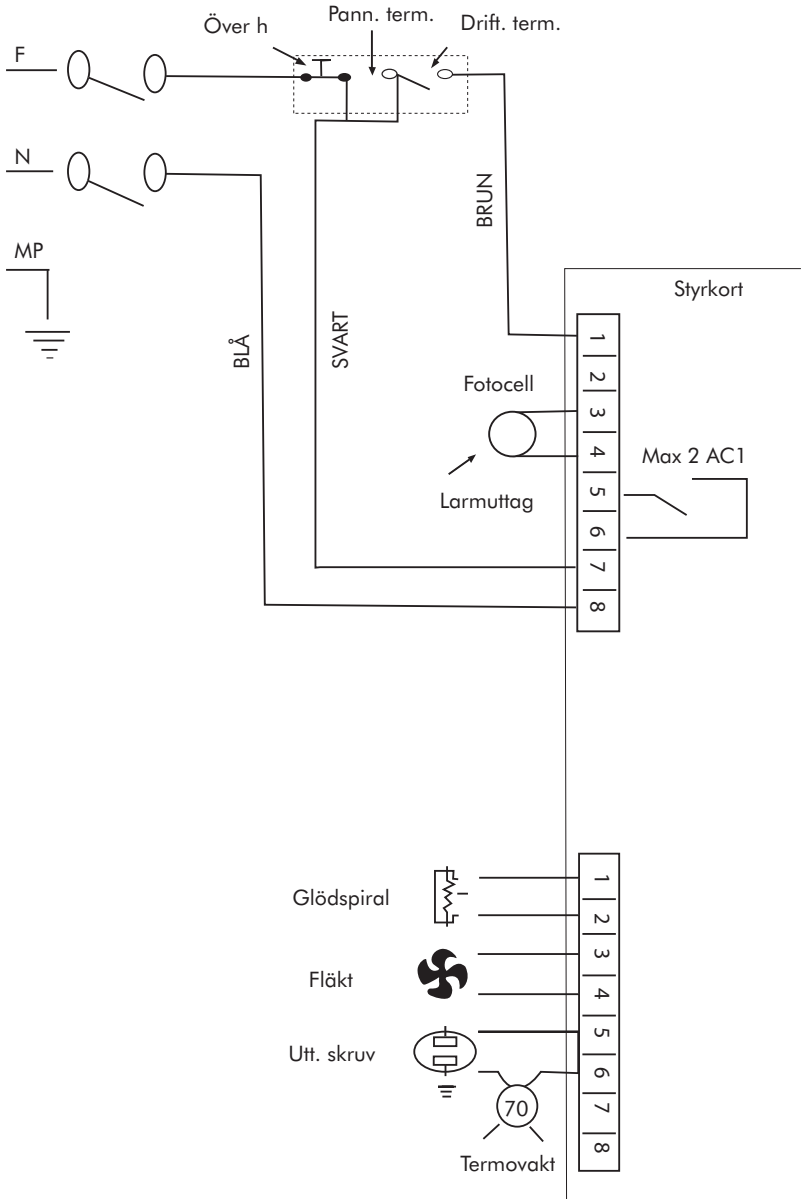 Över h
Pann. term.
Drift. term.
F
N
MP
BLÅ
SVART
BRUN
Styrkort
1
2
3
4
5
6
7
8
Fotocell
Larmuttag
Max 2 AC1
Glödspiral
Fläkt
Utt. skruv
70
Termovakt
1
2
3
4
5
6
7
8